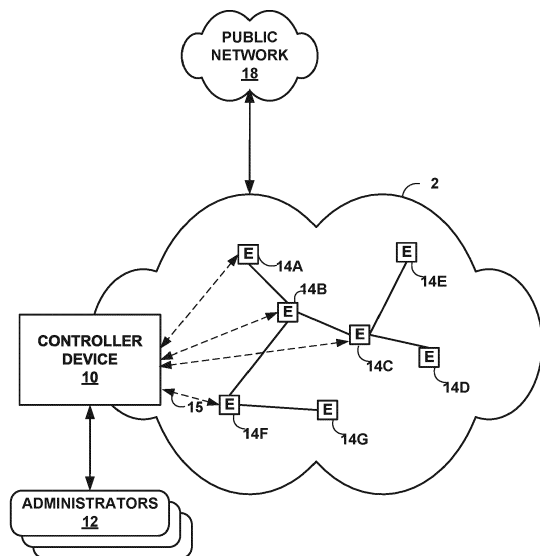 PUBLIC
NETWORK
18
2
E
14A
E
14E
E
14B
CONTROLLER
DEVICE
10
E
14C
E
14D
15
E
14F
E
14G
ADMINISTRATORS
12